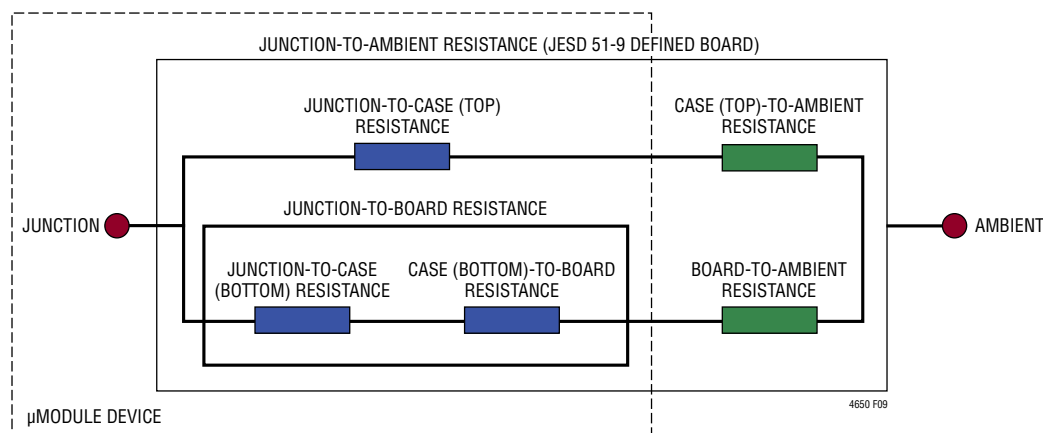 JUNCTION-TO-AMBIENT RESISTANCE (JESD 51-9 DEFINED BOARD)
JUNCTION-TO-CASE (TOP)
RESISTANCE
CASE (TOP)-TO-AMBIENT
RESISTANCE
JUNCTION-TO-BOARD RESISTANCE
JUNCTION
AMBIENT
JUNCTION-TO-CASE
(BOTTOM) RESISTANCE
CASE (BOTTOM)-TO-BOARD
RESISTANCE
BOARD-TO-AMBIENT
RESISTANCE
4650 F09
µMODULE DEVICE